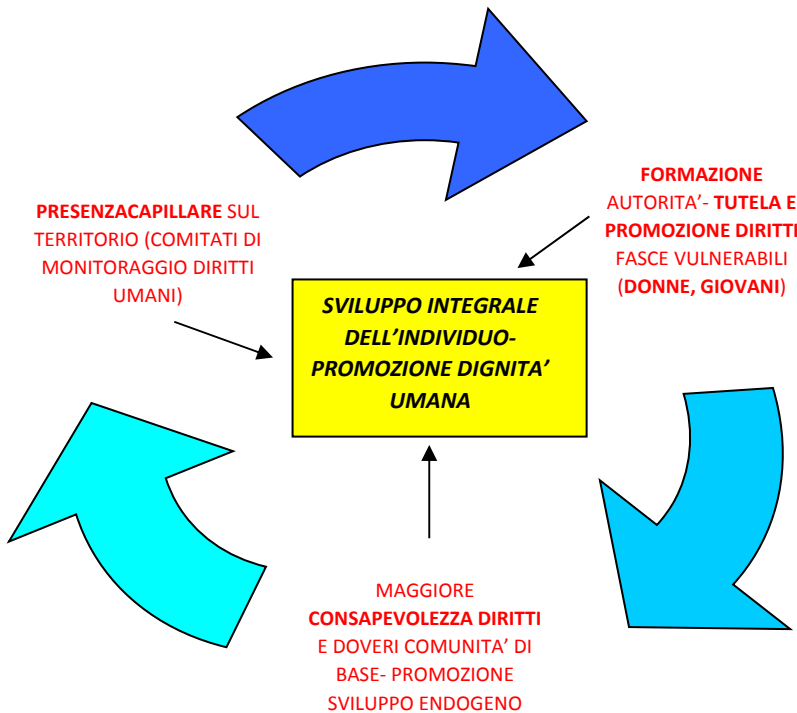 PRESENZACAPILLARE SUL
TERRITORIO (COMITATI DI
MONITORAGGIO DIRITTI
UMANI)
FORMAZIONE
AUTORITA’- TUTELA E
PROMOZIONE DIRITTI
FASCE VULNERABILI
(DONNE, GIOVANI)
SVILUPPO INTEGRALE
DELL’INDIVIDUO-
PROMOZIONE DIGNITA’
UMANA
MAGGIORE
CONSAPEVOLEZZA DIRITTI
E DOVERI COMUNITA’ DI
BASE- PROMOZIONE
SVILUPPO ENDOGENO